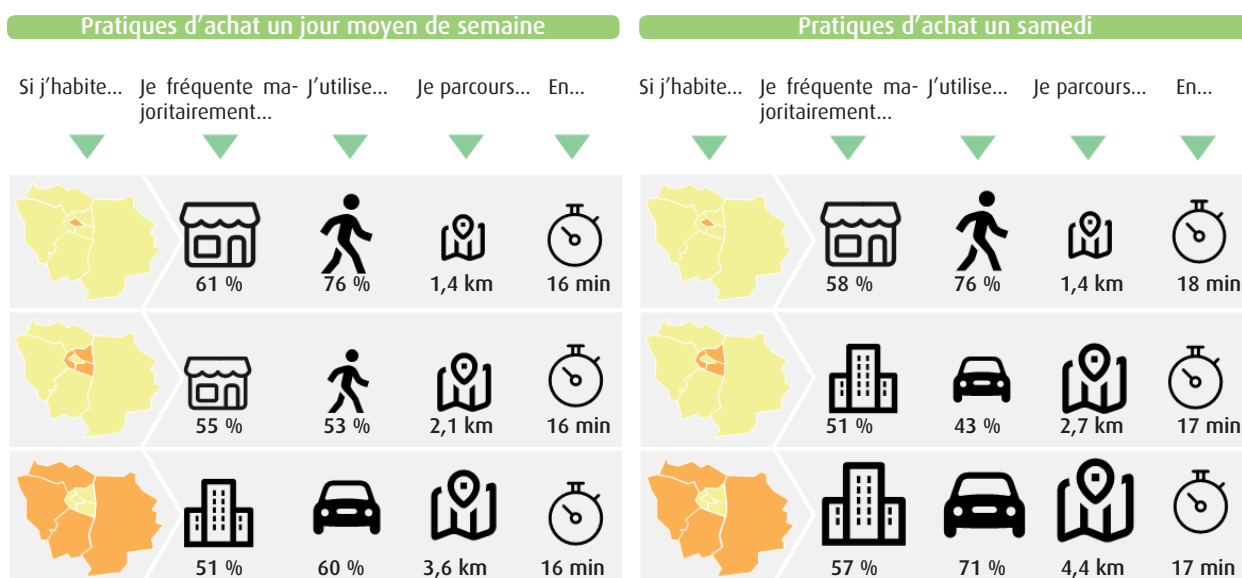 Pratiques d'achat un jour moyen de semaine
Si j'habite... Je fréquente ma- J'utilise... Je parcours... En...
joritairement...
61 % 76 % 1,4 km 16 min
55 % 53 % 2,1 km 16 min
51 % 60 % 3,6 km 16 min
Pratiques d'achat un samedi
Si j'habite... Je fréquente ma- J'utilise... Je parcours... En...
joritairement...
58 % 76 % 1,4 km 18 min
51 % 43 % 2,7 km 17 min
57 % 71 % 4,4 km 17 min